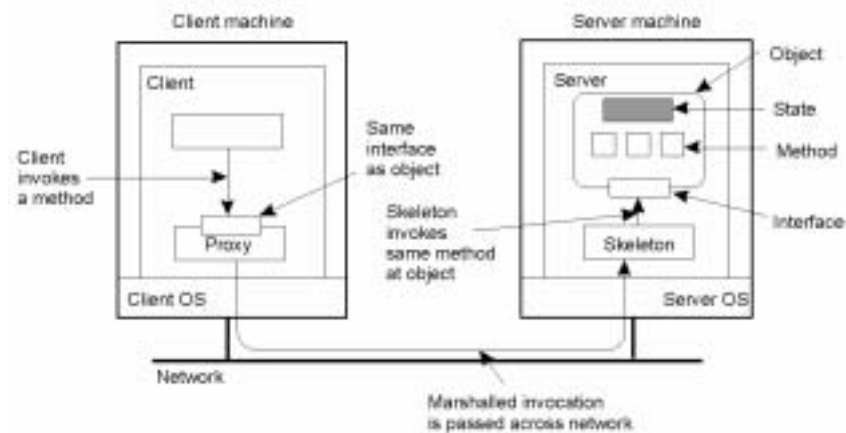 Client machine
Server machine
Object
Client
Server
State
Same
interface
as object
Client
invokes
a method
Method
Skeleton
invokes
same method
at object
Interface
Proxy
Skeleton
Client OS
Server OS
Network
Marshalled invocation
is passed across network